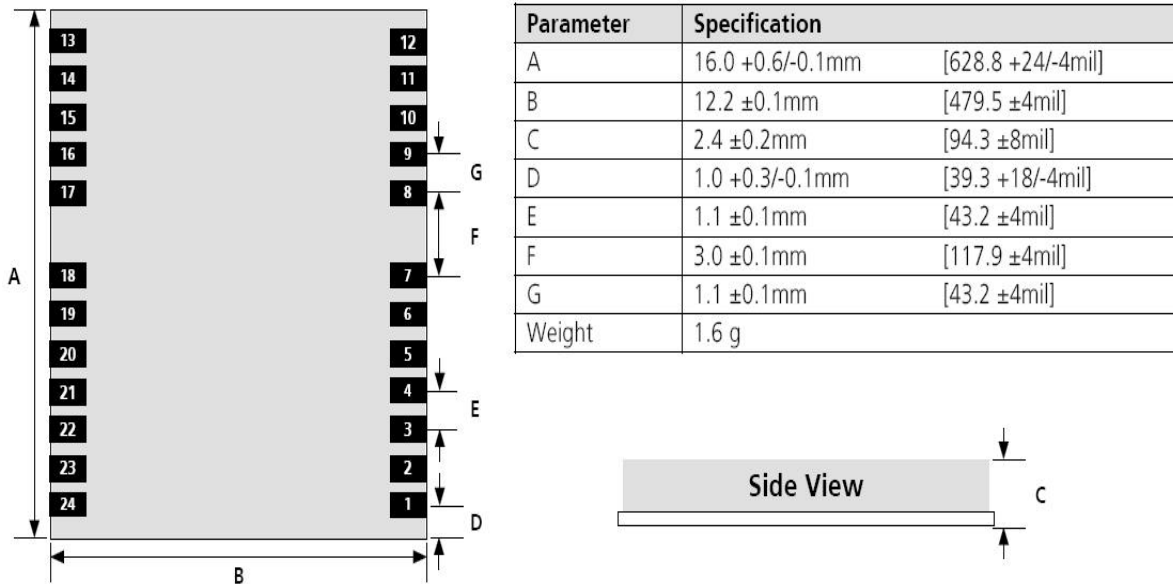 Parameter Specification
A 16.0 +0.6/-0.1mm [628.8 +24/-4mil]
B 12.2 ±0.1mm [479.5 ±4mil]
C 2.4 ±0.2mm [94.3 ±8mil]
D 1.0 +0.3/-0.1mm [39.3 +18/-4mil]
E 1.1 ±0.1mm [43.2 ±4mil]
F 3.0 ±0.1mm [117.9 ±4mil]
G 1.1 ±0.1mm [43.2 ±4mil]
Weight 1.6 g
13 12
14 11
15 10
16 9
G
17 8
F
A
18 7
19 6
20 5
21 4
E
22 3
23 2
24 1
D
B
Side View
C